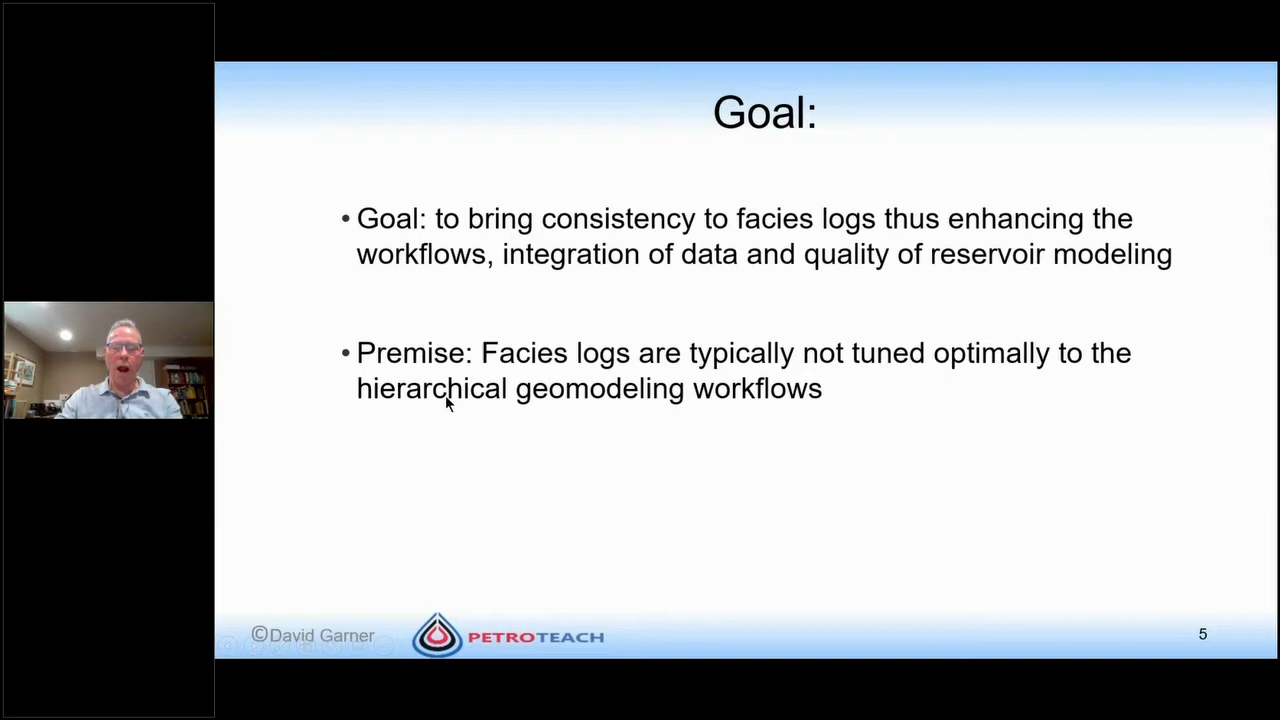 Goal:
• Goal: to bring consistency to facies logs thus enhancing the
workflows, integration of data and quality of reservoir modeling
• Premise: Facies logs are typically not tuned optimally to the
hierarchical geomodeling workflows
©David Garner
PETROTEACH
5